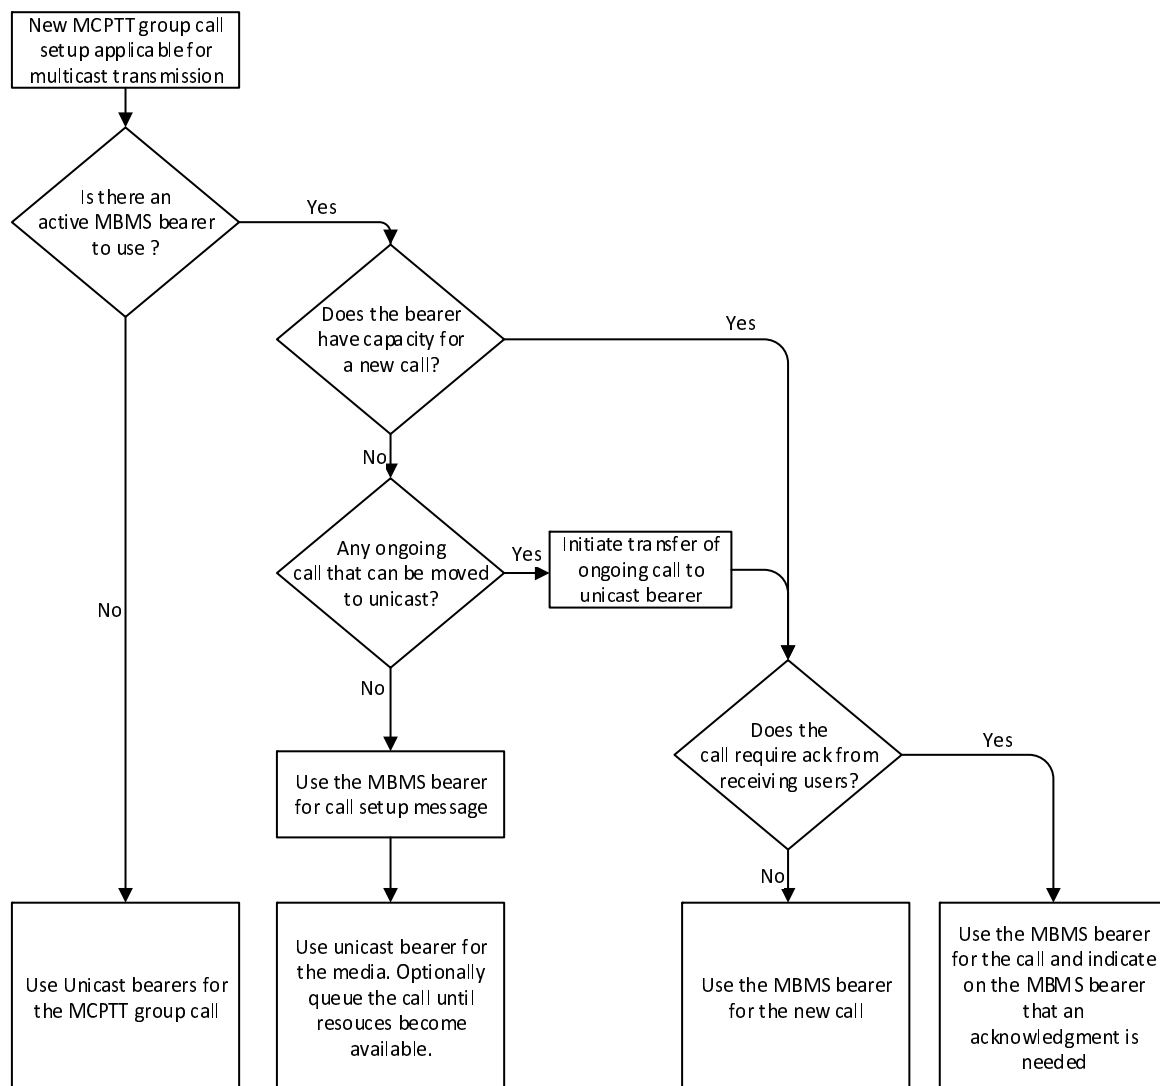 New MCPTT group call
setup applicable for
multicast transmission
Is there an
active MBMS bearer
to use ?
Yes
Does the bearer
have capacity for
a new call?
Yes
No
Any ongoing
call that can be moved
to unicast?
Yes
Initiate transfer of
ongoing call to
unicast bearer
No
No
Does the
call require ack from
receiving users?
Yes
Use the MBMS bearer
for call setup message
No
Use Unicast bearers for
the MCPTT group call
Use unicast bearer for
the media. Optionally
queue the call until
resouces become
available.
Use the MBMS bearer
for the new call
Use the MBMS bearer
for the call and indicate
on the MBMS bearer
that an
acknowledgment is
needed